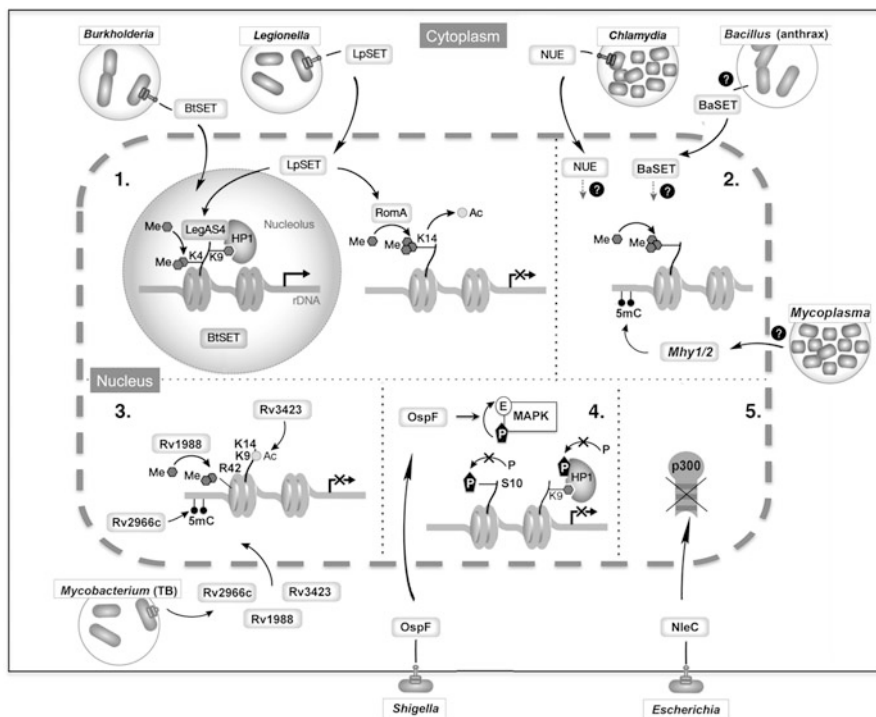 Burkholderia
Legionella
Cytoplasm
Chlamydia
Bacillus (anthrax)
LpSET
NUE
?
BtSET
BaSET
1.
LpSET
NUE
BaSET
2.
?
?
Nucleolus
RomA
Ac
Me
LegAS4
HP1
Me
K14
Me
Me
K4
K9
Me
Me
rDNA
5mC
Mycoplasma
BtSET
Mhy1/2
?
Nucleus
3.
Rv3423
OspF
E
MAPK
P
4.
5.
Rv1988
K14
K9
Ac
P
P
P
Me
Me
R42
P
S10
HP1
K9
p300
5mC
Rv2966c
Mycobacterium (TB)
Rv2966c
Rv3423
Rv1988
OspF
NleC
Shigella
Escherichia